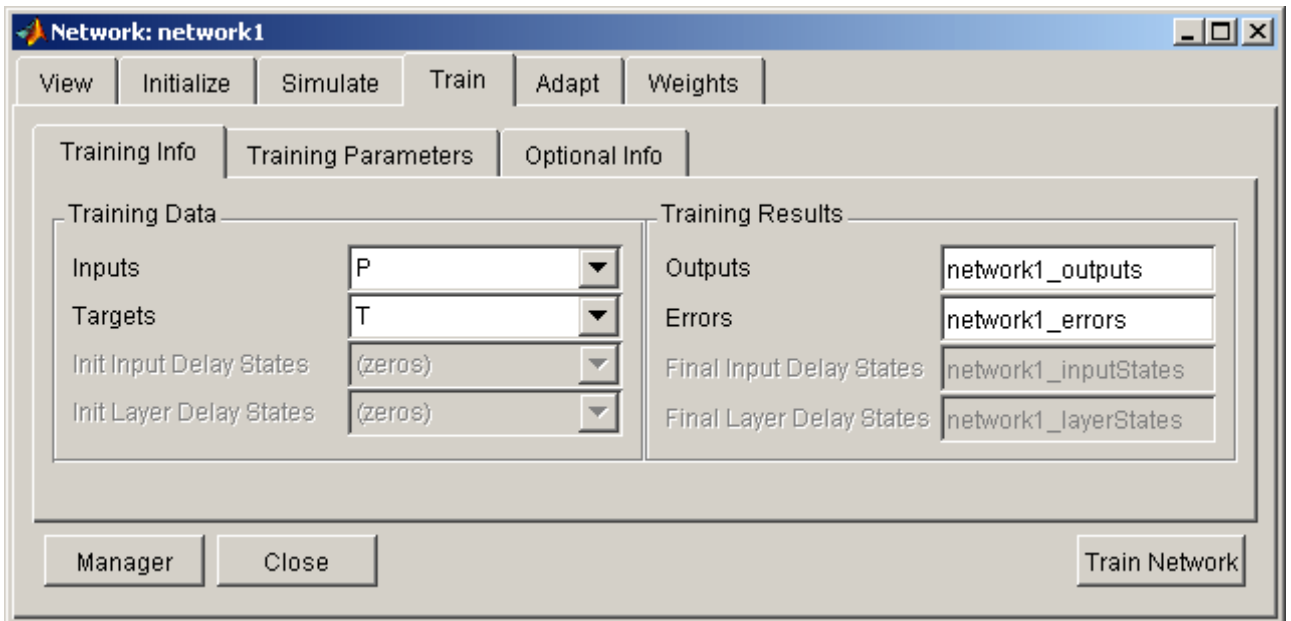 Network: network1
View Initialize Simulate Train Adapt Weights
Training Info Training Parameters Optional Info
Training Data
Inputs P
Targets T
Init Input Delay States (zeros)
Init Layer Delay States (zeros)
Training Results
Outputs network1_outputs
Errors network1_errors
Final Input Delay States network1_inputStates
Final Layer Delay States network1_layerStates
Manager Close Train Network